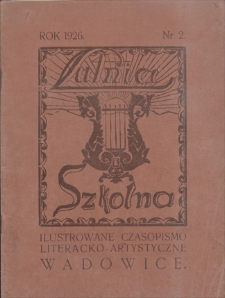 ROK 1926. Nr. 2.
Lutnia
Szkolna
ILUSTROWANE CZASOPISMO
LITERACKO-ARTYSTYCZNE
WADOWICE.